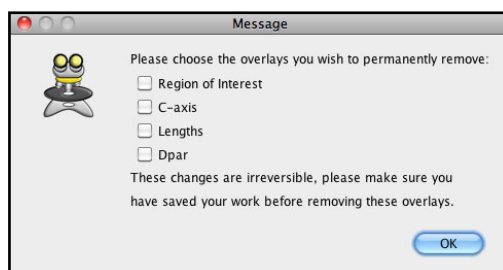 Message
Please choose the overlays you wish to permanently remove:
Region of Interest
C-axis
Lengths
Dpar
These changes are irreversible, please make sure you
have saved your work before removing these overlays.
OK